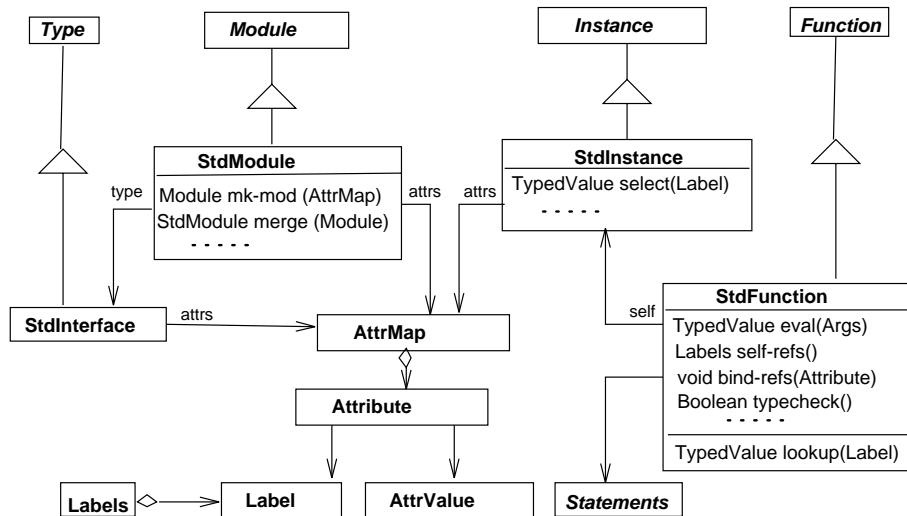 Type
Module
Instance
Function
StdModule
Module mk-mod (AttrMap)
StdModule merge (Module)
- - - - -
type
attrs
attrs
StdInstance
TypedValue select(Label)
- - - - -
StdInterface
attrs
AttrMap
self
StdFunction
TypedValue eval(Args)
Labels self-refs()
void bind-refs(Attribute)
Boolean typecheck()
- - - - -
TypedValue lookup(Label)
Attribute
Labels
Label
AttrValue
Statements